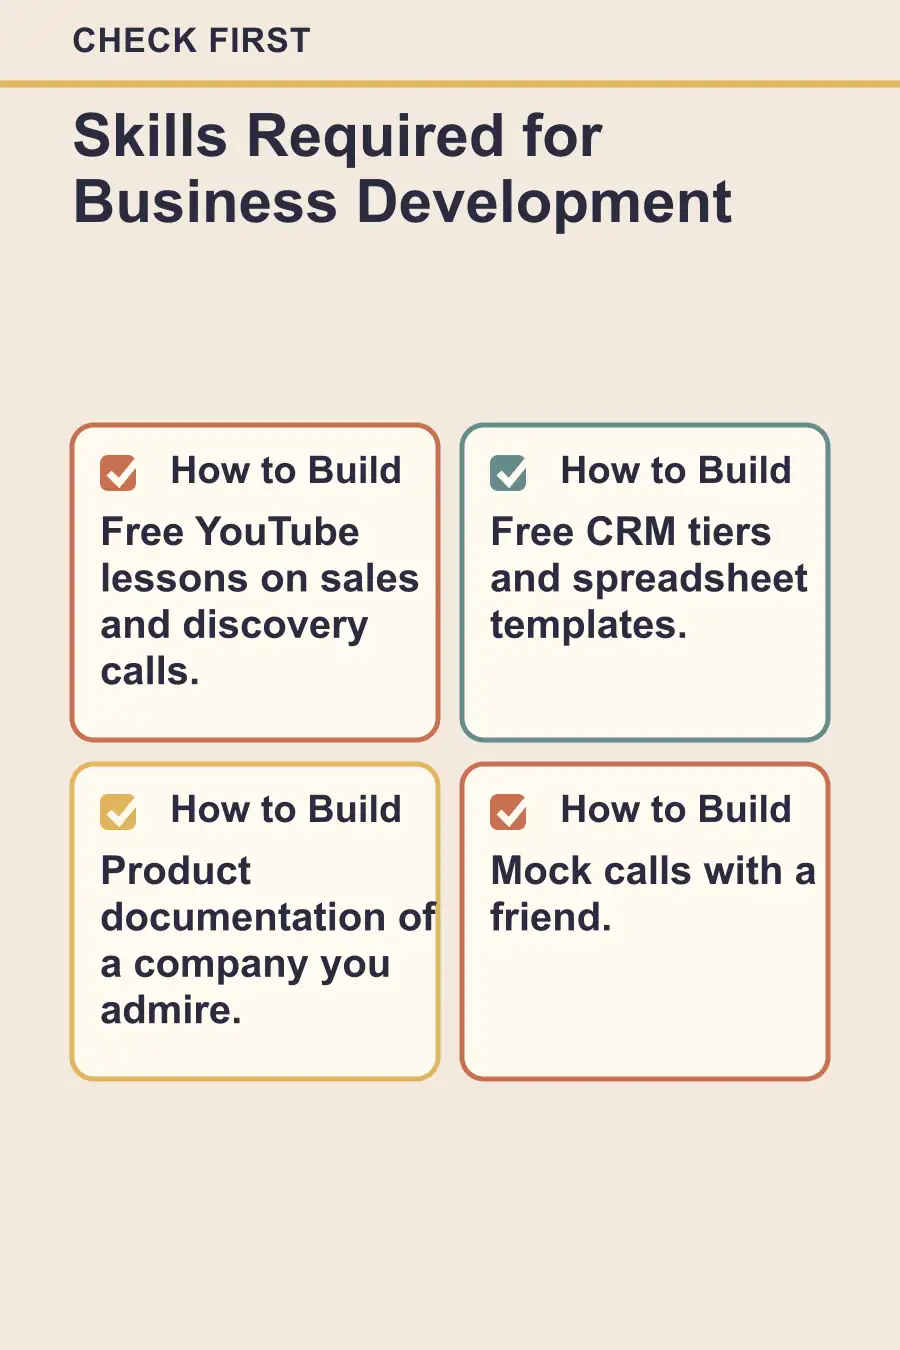 CHECK FIRST
Skills Required for
Business Development
How to Build
Free YouTube
lessons on sales
and discovery
calls.
How to Build
Free CRM tiers
and spreadsheet
templates.
How to Build
Product
documentation of
a company you
admire.
How to Build
Mock calls with a
friend.